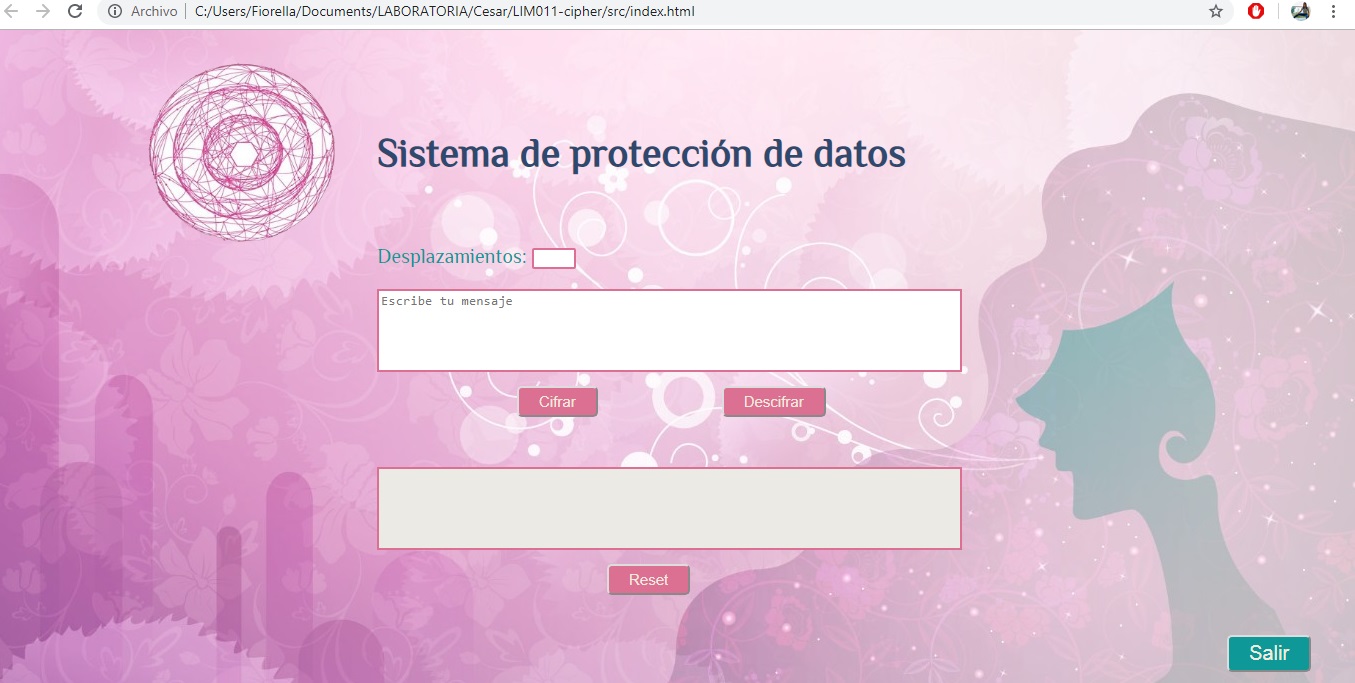 Archivo | C:/Users/Fiorella/Documents/LABORATORIA/Cesar/LIM011-cipher/src/index.html
Sistema de protección de datos
Desplazamientos:
Escribe tu mensaje
Cifrar Descifrar
Reset
Salir